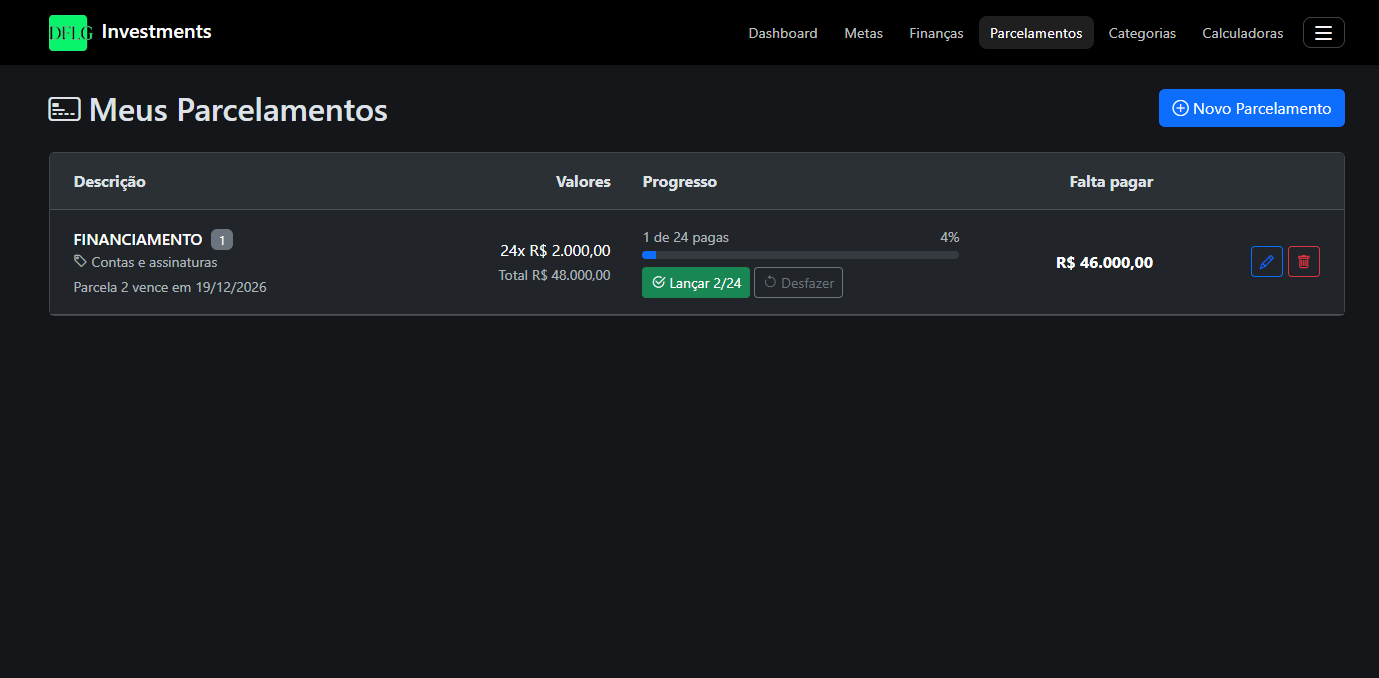 DFLG Investments
Dashboard Metas Finanças Parcelamentos Categorias Calculadoras
Meus Parcelamentos
Novo Parcelamento
Descrição Valores Progresso Falta pagar
FINANCIAMENTO 1
Contas e assinaturas
Parcela 2 vence em 19/12/2026
24x R$ 2.000,00
Total R$ 48.000,00
1 de 24 pagas 4%
Lançar 2/24 Desfazer
R$ 46.000,00